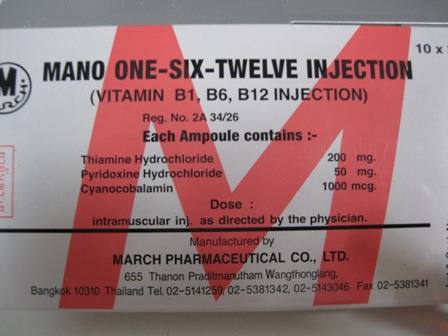 10 x
M
MARCH
MANO ONE-SIX-TWELVE INJECTION
(VITAMIN B1, B6, B12 INJECTION)
Reg. No. 2A 34/26
Each Ampoule contains :-
Thiamine Hydrochloride 200 mg.
Pyridoxine Hydrochloride 50 mg.
Cyanocobalamin 1000 mcg.
Dose :
intramuscular inj. as directed by the physician.
Manufactured by
MARCH PHARMACEUTICAL CO., LTD.
655 Thanon Praditmanutham Wangthonglang,
Bangkok 10310 Thailand Tel. 02-5141259, 02-5381342, 02-5143046 Fax 02-5381341